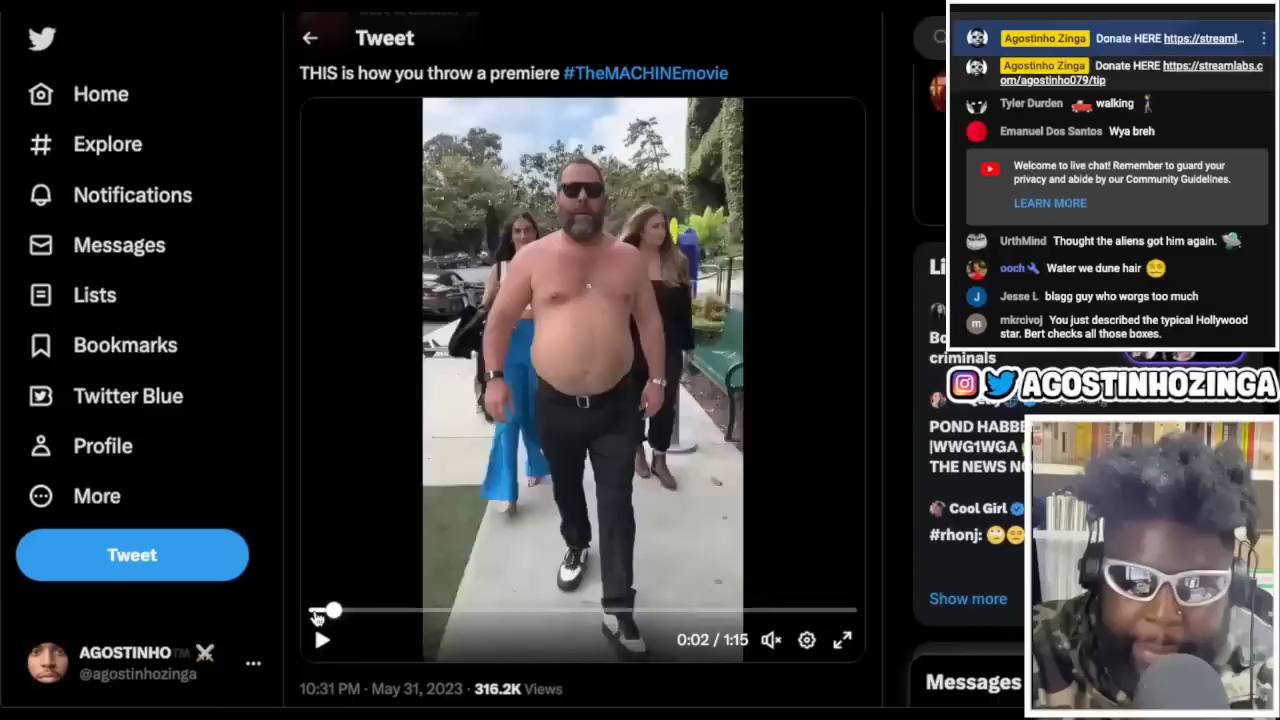 Home
Explore
Notifications
Messages
Lists
Bookmarks
Twitter Blue
Profile
More
Tweet
AGOSTINHO™
@agostinhozinga
Tweet
THIS is how you throw a premiere #TheMACHINEmovie
0:02 / 1:15
10:31 PM · May 31, 2023 · 316.2K Views
Agostinho Zinga Donate HERE https://streaml...
Agostinho Zinga Donate HERE https://streamlabs.c
om/agostinho079/tip
Tyler Durden 🛻 walking 🚶
Emanuel Dos Santos Wya breh
Welcome to live chat! Remember to guard your
privacy and abide by our Community Guidelines.
LEARN MORE
UrthMind Thought the aliens got him again. 🛸
ooch Water we dune hair 😵‍💫
J
Jesse L blagg guy who worgs too much
m
mkrcivoj You just described the typical Hollywood
star. Bert checks all those boxes.
criminals
AGOSTINHOZINGA
POND HABBE
|WWG1WGA
THE NEWS NO
Cool Girl
#rhonj: 🙄😵‍💫
Show more
Messages